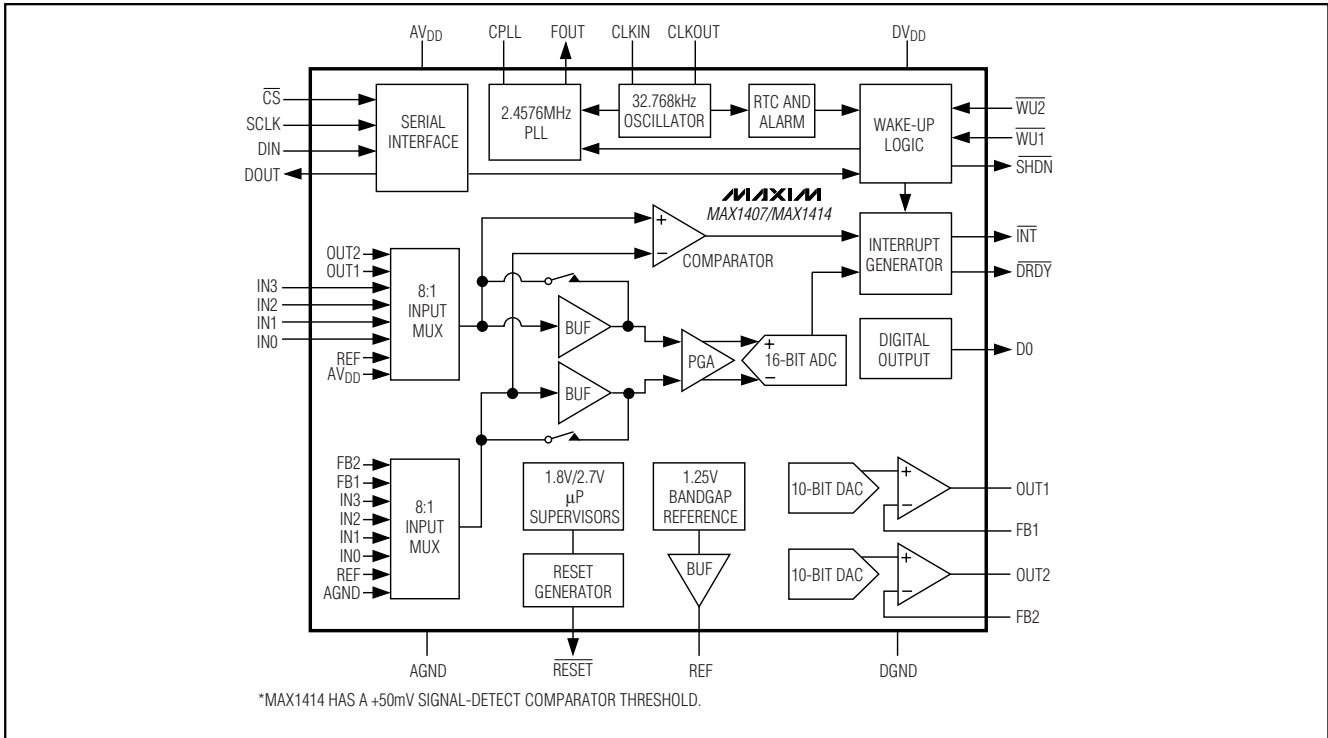 AVDD CPLL FOUT CLKIN CLKOUT DVDD
CS
SCLK
DIN
DOUT
SERIAL
INTERFACE
2.4576MHz
PLL
32.768kHz
OSCILLATOR
RTC AND
ALARM
WAKE-UP
LOGIC
WU2
WU1
SHDN
MAXIM
MAX1407/MAX1414
+
−
COMPARATOR
INTERRUPT
GENERATOR
INT
DRDY
OUT2
OUT1
IN3
IN2
IN1
IN0
REF
AVDD
8:1
INPUT
MUX
BUF
BUF
PGA
+
−
16-BIT ADC
DIGITAL
OUTPUT
D0
FB2
FB1
IN3
IN2
IN1
IN0
REF
AGND
8:1
INPUT
MUX
1.8V/2.7V
μP
SUPERVISORS
RESET
GENERATOR
1.25V
BANDGAP
REFERENCE
BUF
10-BIT DAC
+
−
OUT1
FB1
10-BIT DAC
+
−
OUT2
FB2
AGND RESET REF DGND
*MAX1414 HAS A +50mV SIGNAL-DETECT COMPARATOR THRESHOLD.